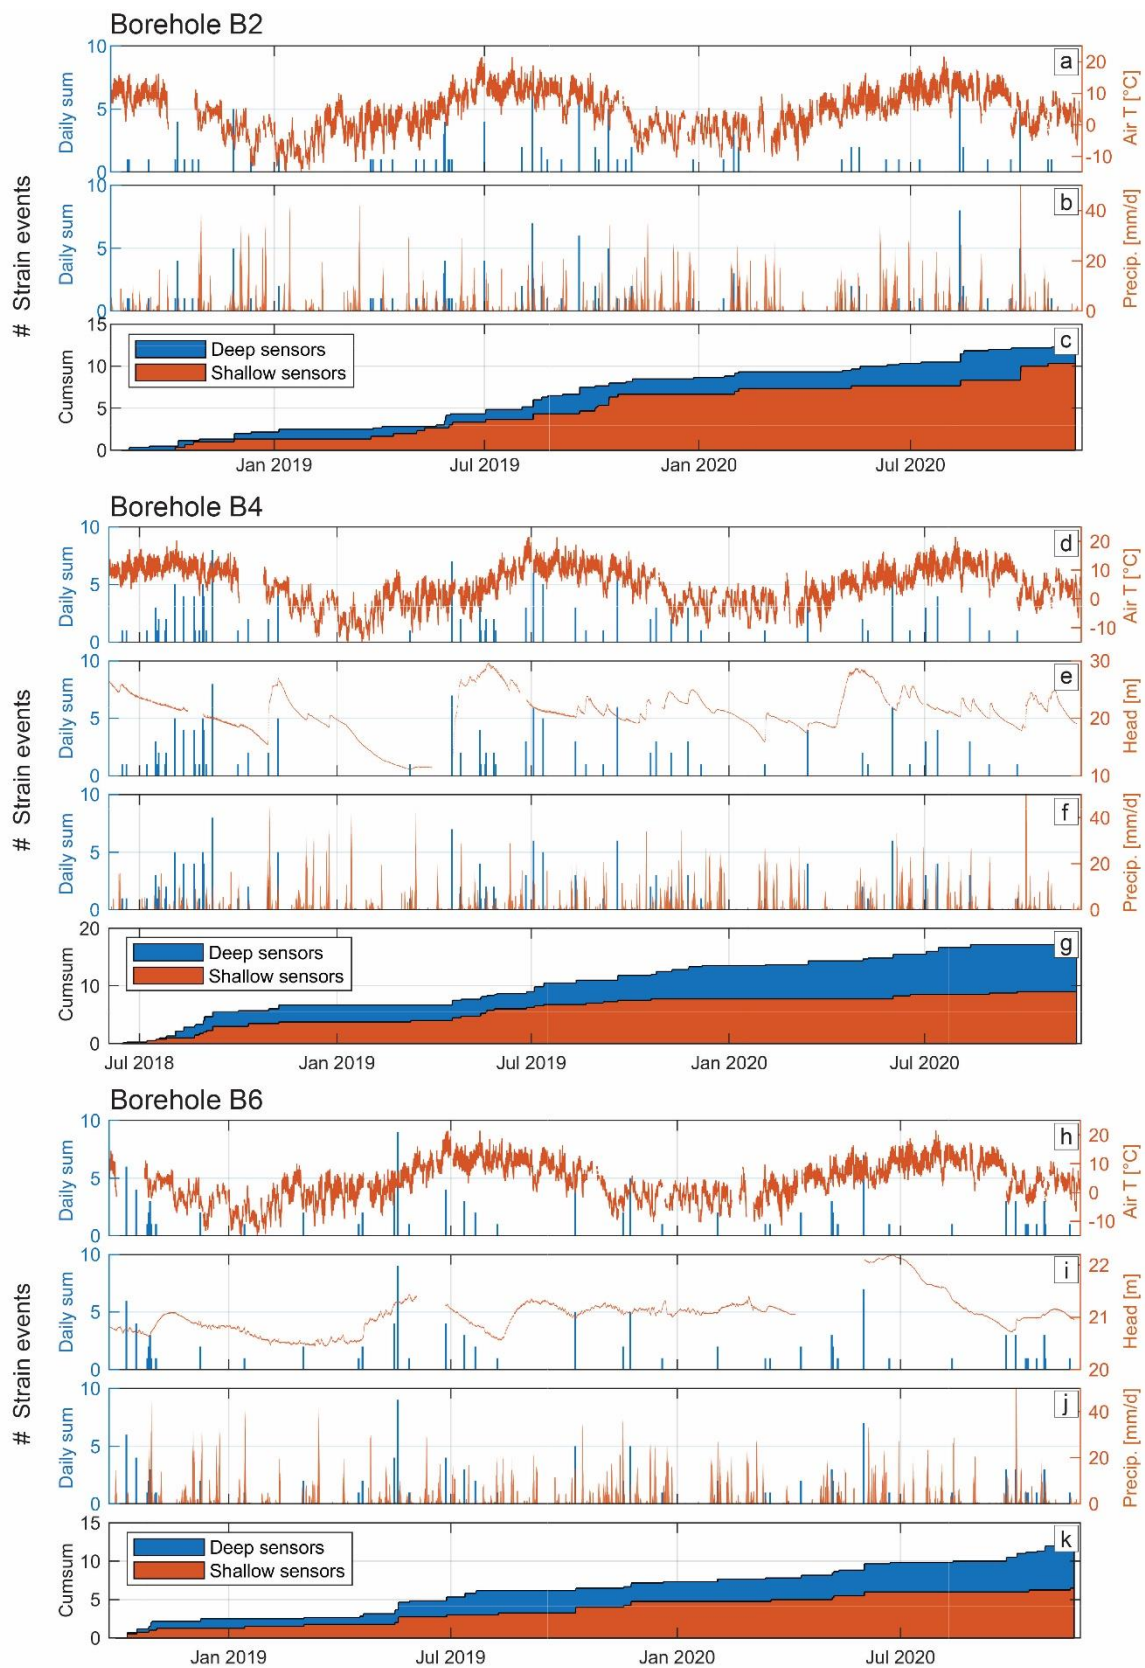 Borehole B2
# Strain events
Daily sum
10
5
0
a
20
10
0
-10
Air T [°C]
Daily sum
10
5
0
b
40
20
0
Precip. [mm/d]
Cumsum
15
10
5
0
Deep sensors
Shallow sensors
c
Jan 2019
Jul 2019
Jan 2020
Jul 2020
Borehole B4
# Strain events
Daily sum
10
5
0
d
20
10
0
-10
Air T [°C]
Daily sum
10
5
0
e
30
20
10
Head [m]
Daily sum
10
5
0
f
40
20
0
Precip. [mm/d]
Cumsum
20
10
0
Deep sensors
Shallow sensors
g
Jul 2018
Jan 2019
Jul 2019
Jan 2020
Jul 2020
Borehole B6
# Strain events
Daily sum
10
5
0
h
20
10
0
-10
Air T [°C]
Daily sum
10
5
0
i
22
21
20
Head [m]
Daily sum
10
5
0
j
40
20
0
Precip. [mm/d]
Cumsum
15
10
5
0
Deep sensors
Shallow sensors
k
Jan 2019
Jul 2019
Jan 2020
Jul 2020